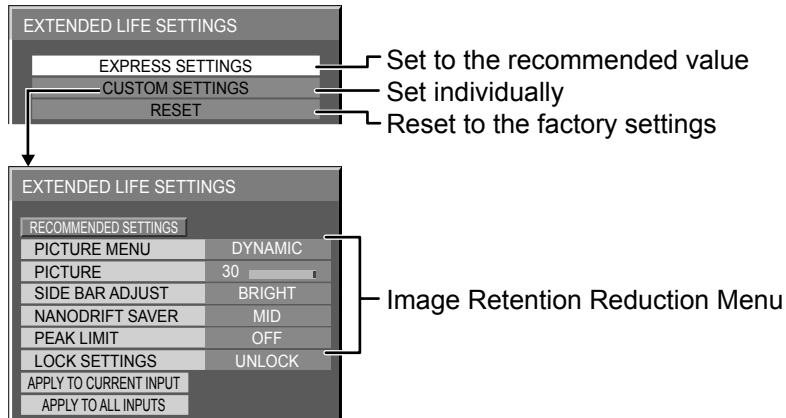 EXTENDED LIFE SETTINGS
EXPRESS SETTINGS
Set to the recommended value
CUSTOM SETTINGS
Set individually
RESET
Reset to the factory settings
EXTENDED LIFE SETTINGS
RECOMMENDED SETTINGS
PICTURE MENU DYNAMIC
PICTURE 30
SIDE BAR ADJUST BRIGHT
NANODRIFT SAVER MID
PEAK LIMIT OFF
LOCK SETTINGS UNLOCK
APPLY TO CURRENT INPUT
APPLY TO ALL INPUTS
Image Retention Reduction Menu